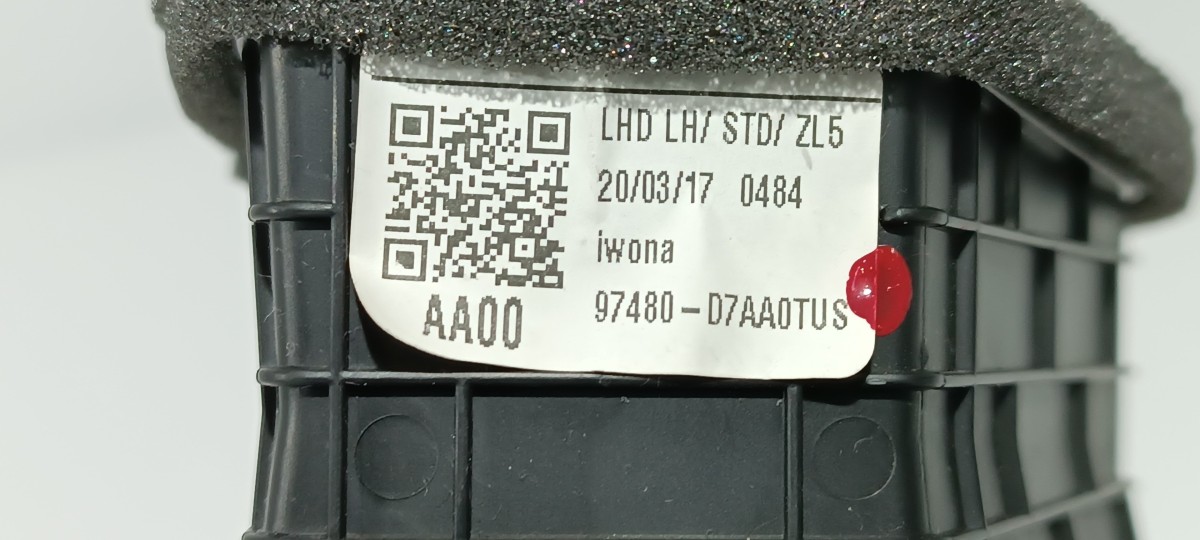 LHD LH/ STD/ ZL5
20/03/17 0484
iwona
97480-D7AA0TUS
AA00